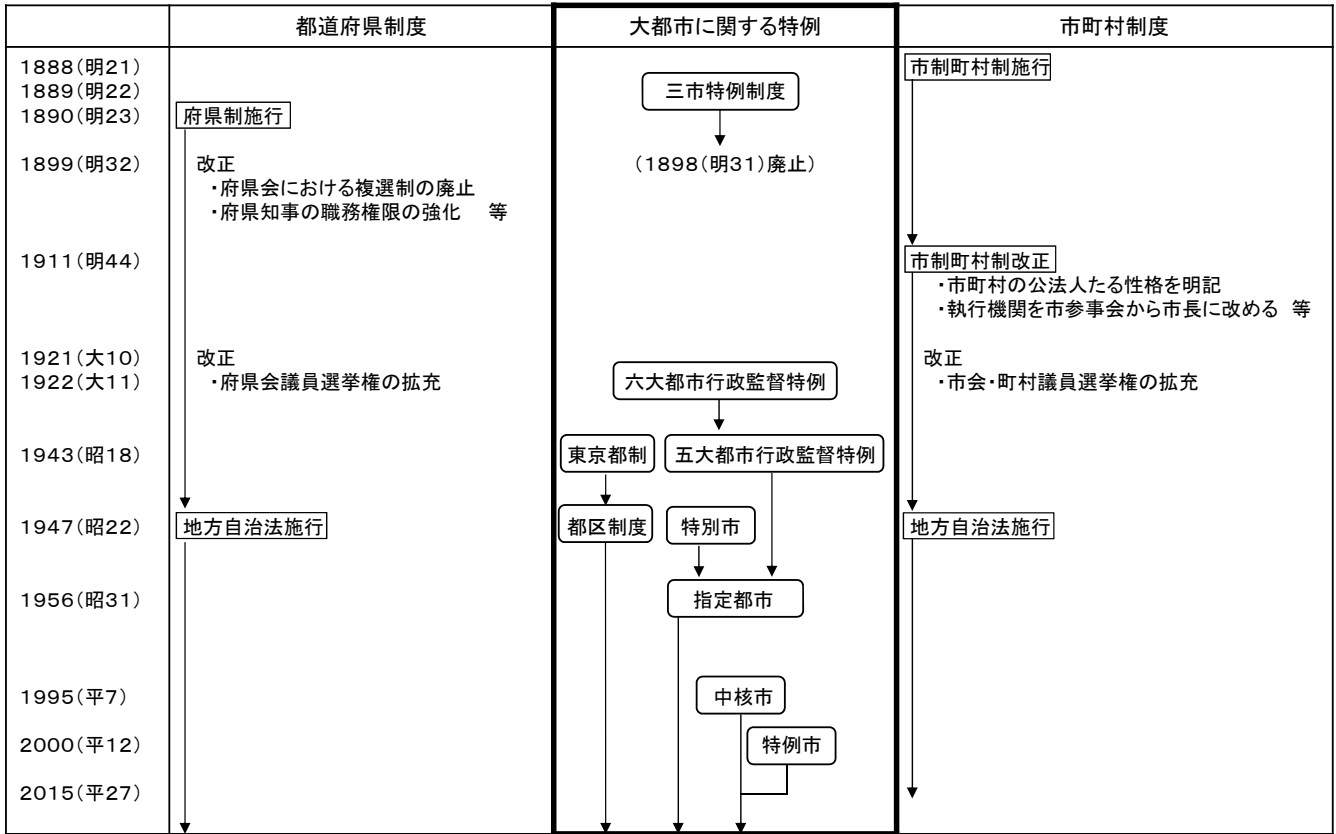 都道府県制度 大都市に関する特例 市町村制度
1888(明21) 市制町村制施行
1889(明22) 三市特例制度
1890(明23) 府県制施行
1899(明32) 改正 (1898(明31)廃止)
・府県会における複選制の廃止
・府県知事の職務権限の強化 等
1911(明44) 市制町村制改正
・市町村の公法人たる性格を明記
・執行機関を市参事会から市長に改める 等
1921(大10) 改正 改正
1922(大11) ・府県会議員選挙権の拡充 六大都市行政監督特例 ・市会・町村議員選挙権の拡充
1943(昭18) 東京都制 五大都市行政監督特例
1947(昭22) 地方自治法施行 都区制度 特別市 地方自治法施行
1956(昭31) 指定都市
1995(平7) 中核市
2000(平12) 特例市
2015(平27)